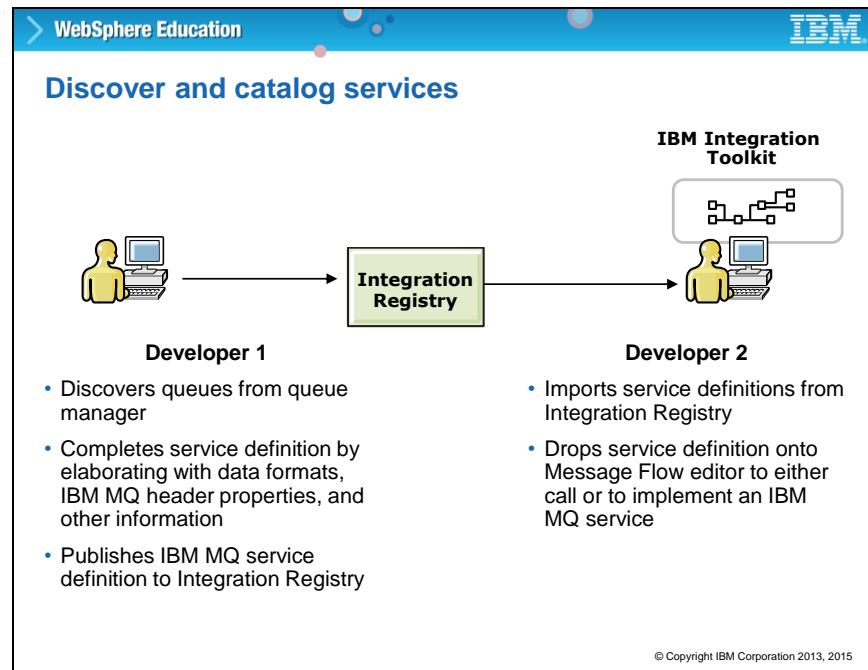 WebSphere Education
IBM
Discover and catalog services
IBM Integration
Toolkit
Integration
Registry
Developer 1
• Discovers queues from queue
manager
• Completes service definition by
elaborating with data formats,
IBM MQ header properties, and
other information
• Publishes IBM MQ service
definition to Integration Registry
Developer 2
• Imports service definitions from
Integration Registry
• Drops service definition onto
Message Flow editor to either
call or to implement an IBM
MQ service
© Copyright IBM Corporation 2013, 2015